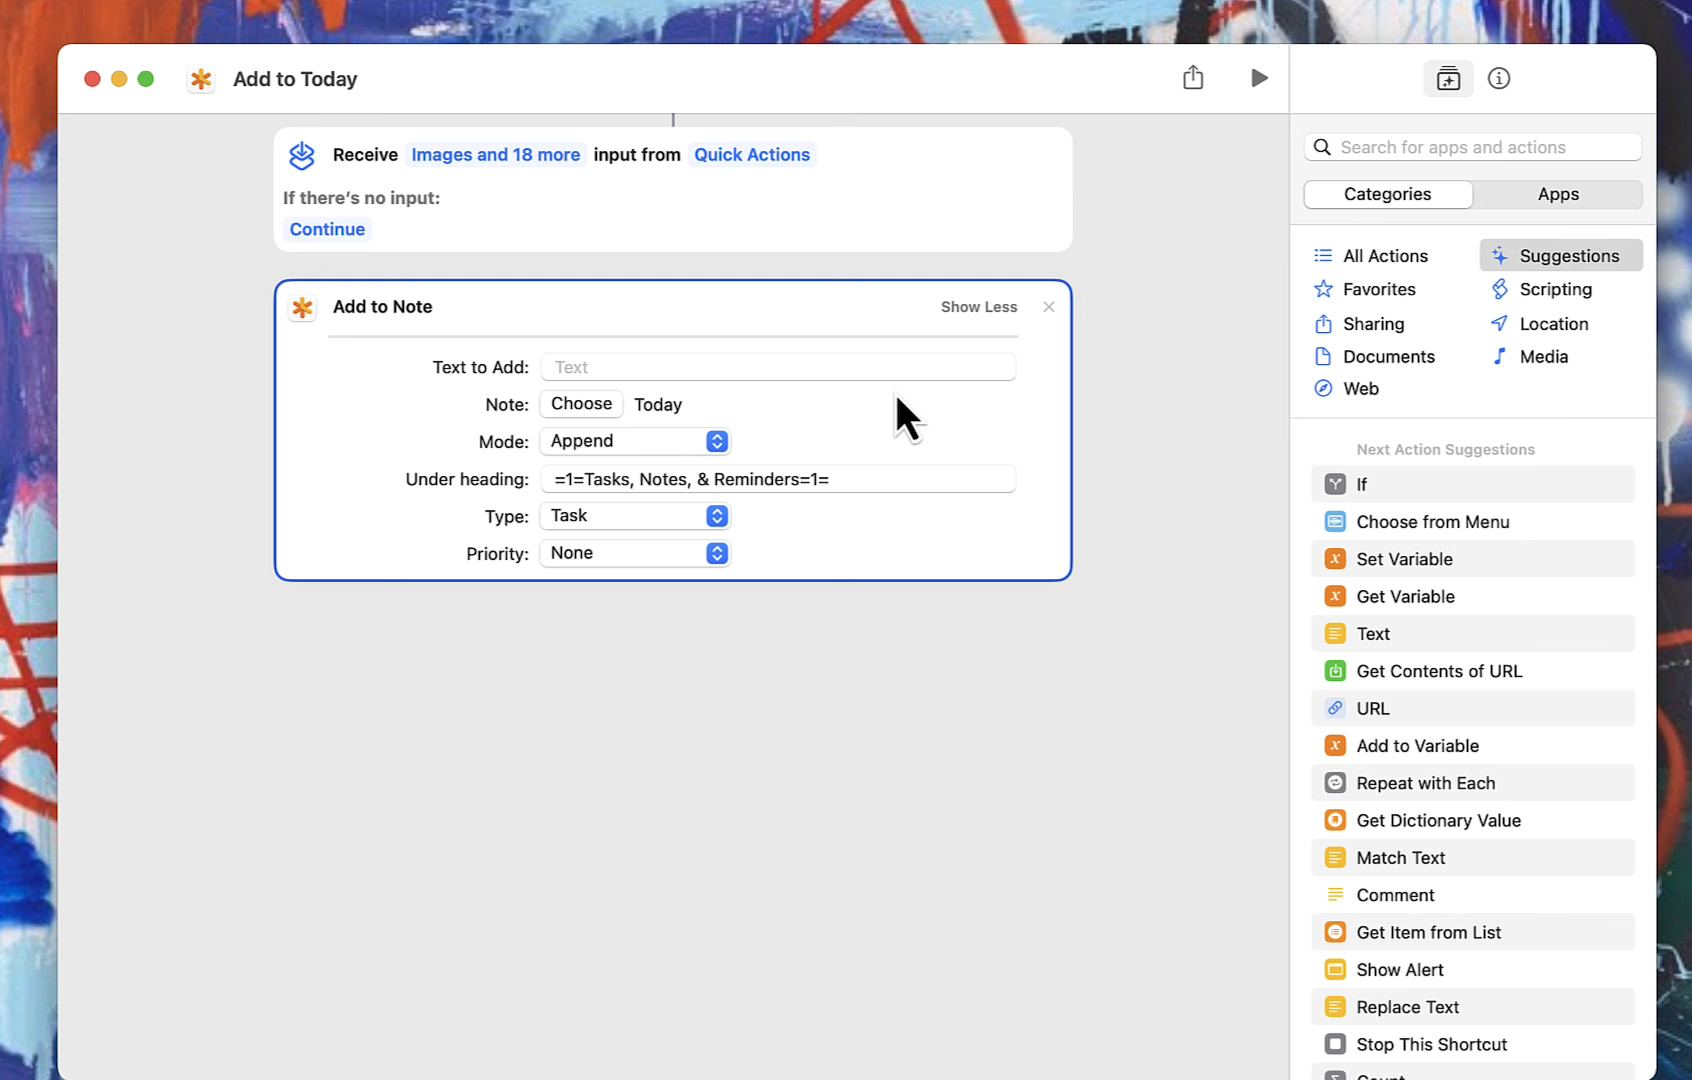 Add to Today
Receive Images and 18 more input from Quick Actions
If there's no input:
Continue
Add to Note
Show Less
Text to Add: Text
Note: Choose Today
Mode: Append
Under heading: =1=Tasks, Notes, & Reminders=1=
Type: Task
Priority: None
Search for apps and actions
Categories Apps
All Actions Suggestions
Favorites Scripting
Sharing Location
Documents Media
Web
Next Action Suggestions
If
Choose from Menu
x Set Variable
x Get Variable
Text
Get Contents of URL
URL
x Add to Variable
Repeat with Each
Get Dictionary Value
Match Text
Comment
Get Item from List
Show Alert
Replace Text
Stop This Shortcut